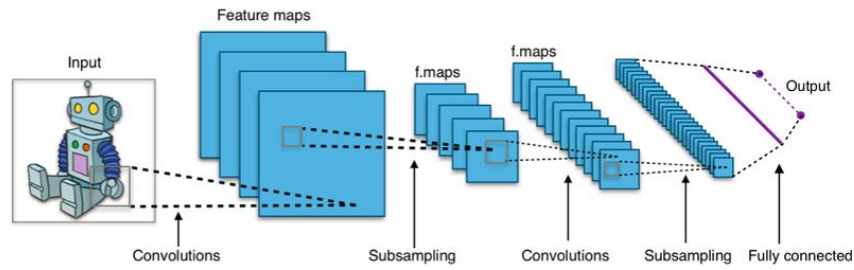 Feature maps
Input
f.maps
f.maps
Output
Convolutions
Subsampling
Convolutions
Subsampling
Fully connected